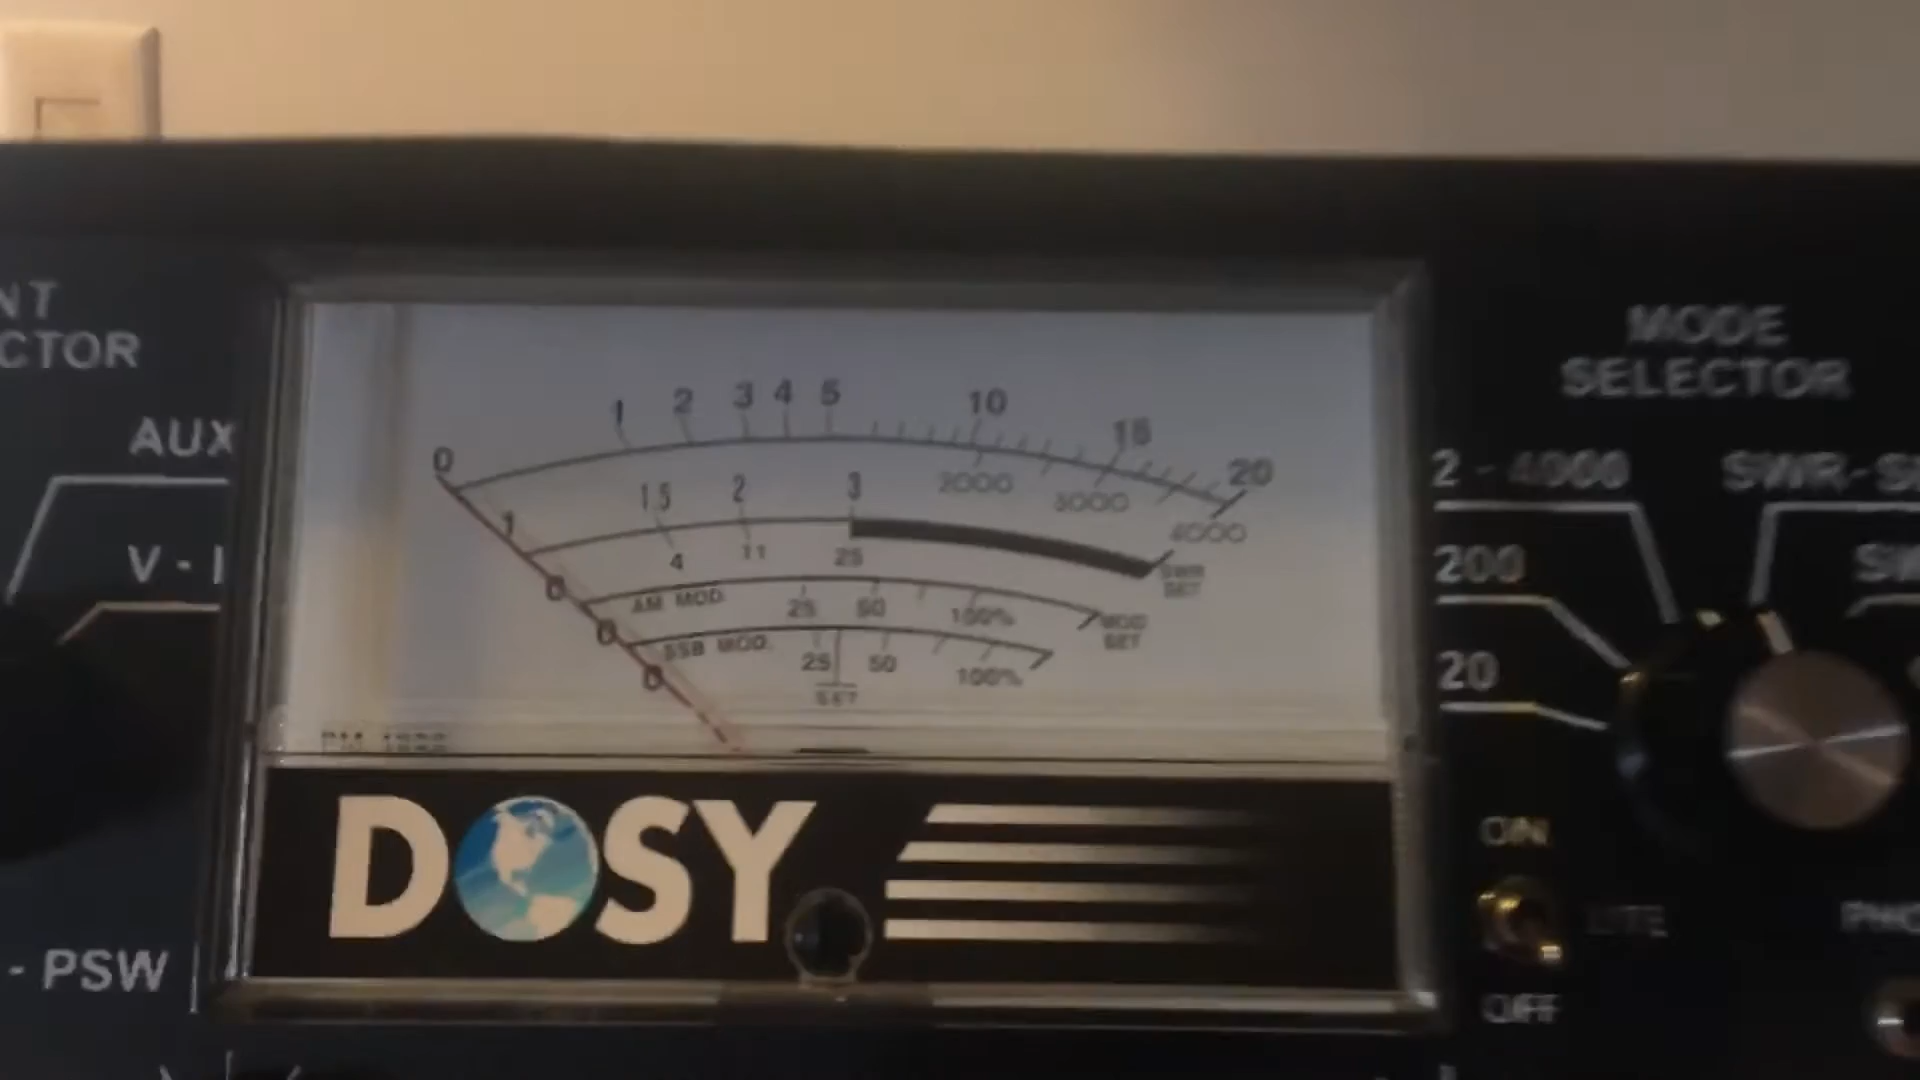 NT
CTOR
AUX
V - I
- PSW
1 2 3 4 5 10 15 20
0
1 1.5 2 3 2000 3000 4000
4 11 25 SWR SET
0 AM MOD. 25 50 100% MOD SET
0 SSB MOD. 25 50 100%
0 SET
DOSY
MODE
SELECTOR
2 - 4000
200
20
ON
LITE
OFF